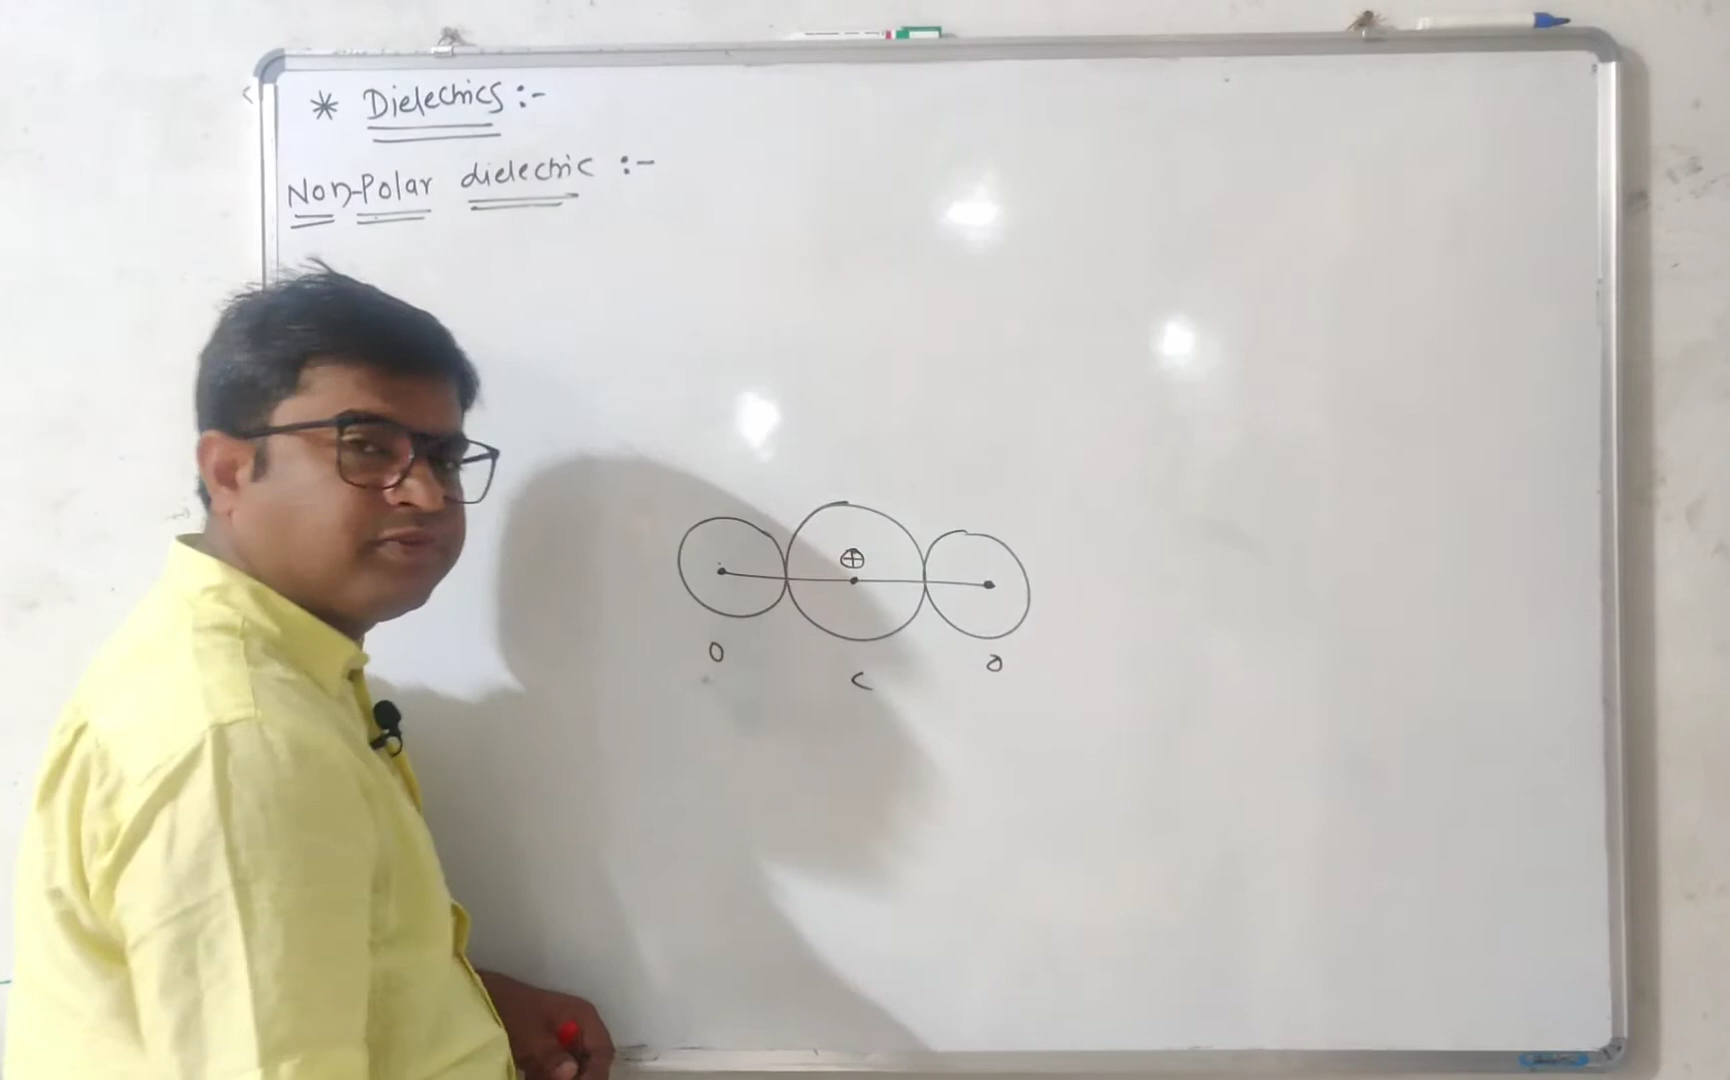 * Dielectrics :-
Non-Polar dielectric :-
⊕
O C O